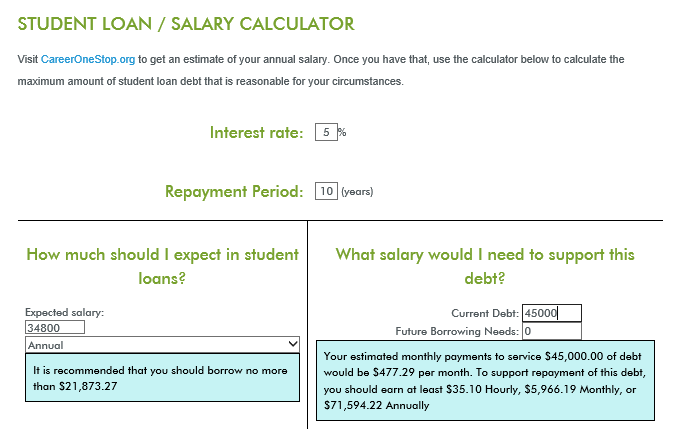 STUDENT LOAN / SALARY CALCULATOR
Visit CareerOneStop.org to get an estimate of your annual salary. Once you have that, use the calculator below to calculate the
maximum amount of student loan debt that is reasonable for your circumstances.
Interest rate: 5 %
Repayment Period: 10 (years)
How much should I expect in student
loans?
Expected salary:
34800
Annual
It is recommended that you should borrow no more
than $21,873.27
What salary would I need to support this
debt?
Current Debt: 45000
Future Borrowing Needs: 0
Your estimated monthly payments to service $45,000.00 of debt
would be $477.29 per month. To support repayment of this debt,
you should earn at least $35.10 Hourly, $5,966.19 Monthly, or
$71,594.22 Annually